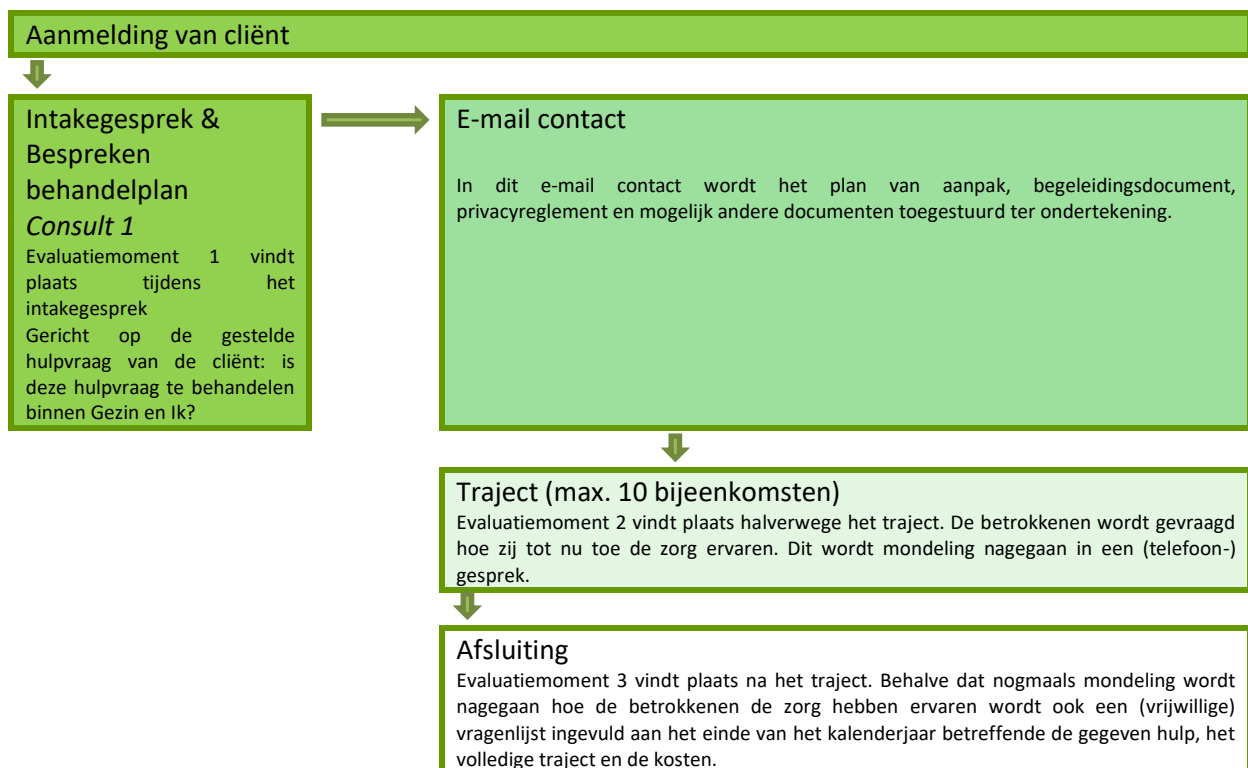 Aanmelding van cliënt
Intakegesprek &
Bespreken
behandelplan
Consult 1
Evaluatiemoment 1 vindt
plaats tijdens het
intakegesprek
Gericht op de gestelde
hulpvraag van de cliënt: is
deze hulpvraag te behandelen
binnen Gezin en Ik?
E-mail contact
In dit e-mail contact wordt het plan van aanpak, begeleidingsdocument,
privacyreglement en mogelijk andere documenten toegestuurd ter ondertekening.
Traject (max. 10 bijeenkomsten)
Evaluatiemoment 2 vindt plaats halverwege het traject. De betrokkenen wordt gevraagd
hoe zij tot nu toe de zorg ervaren. Dit wordt mondeling nagegaan in een (telefoon-)
gesprek.
Afsluiting
Evaluatiemoment 3 vindt plaats na het traject. Behalve dat nogmaals mondeling wordt
nagegaan hoe de betrokkenen de zorg hebben ervaren wordt ook een (vrijwillige)
vragenlijst ingevuld aan het einde van het kalenderjaar betreffende de gegeven hulp, het
volledige traject en de kosten.